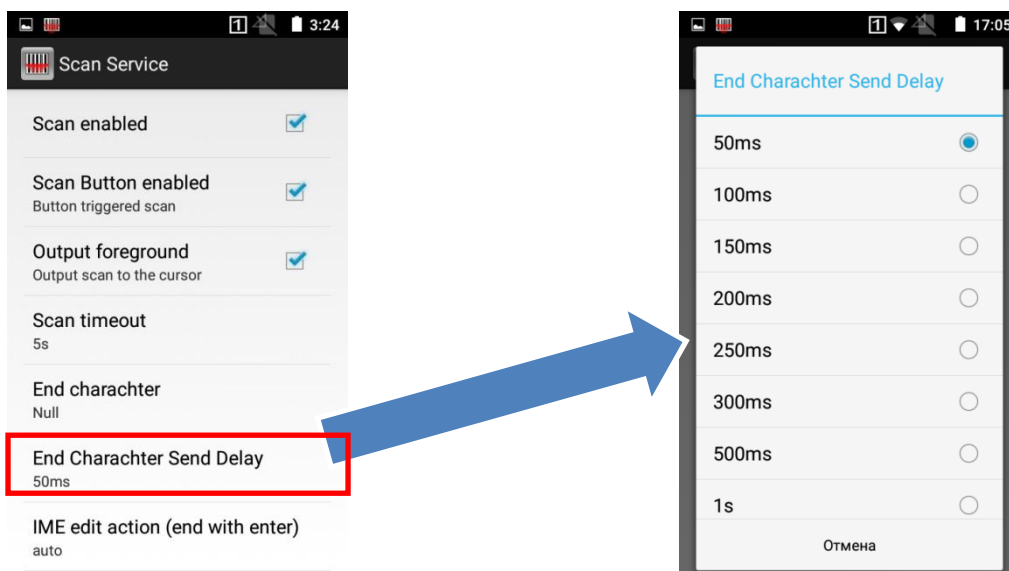 1 3:24
Scan Service
Scan enabled
Scan Button enabled
Button triggered scan
Output foreground
Output scan to the cursor
Scan timeout
5s
End charachter
Null
End Charachter Send Delay
50ms
IME edit action (end with enter)
auto
1 17:05
End Charachter Send Delay
50ms
100ms
150ms
200ms
250ms
300ms
500ms
1s
Отмена